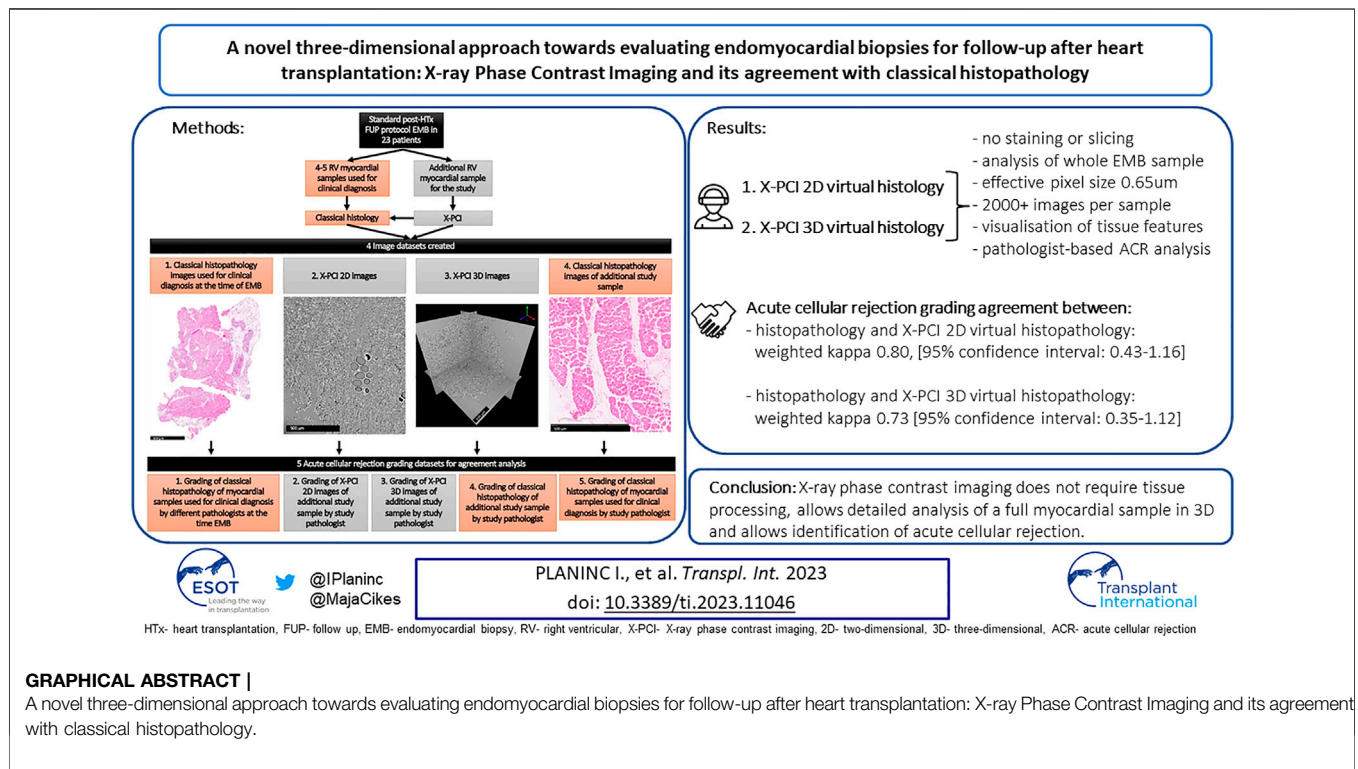 A novel three-dimensional approach towards evaluating endomyocardial biopsies for follow-up after heart
transplantation: X-ray Phase Contrast Imaging and its agreement with classical histopathology
Methods:
Standard post-HTx
FUP protocol EMB in
23 patients
4-5 RV myocardial
samples used for
clinical diagnosis
Additional RV
myocardial sample
for the study
Classical histology
X-PCI
4 Image datasets created
1. Classical histopathology
images used for clinical
diagnosis at the time of EMB
2. X-PCI 2D Images
3. X-PCI 3D Images
4. Classical histopathology
images of additional study
sample
500 µm
500 µm
5 Acute cellular rejection grading datasets for agreement analysis
1. Grading of classical
histopathology of myocardial
samples used for clinical diagnosis
by different pathologists at the
time EMB
2. Grading of X-PCI
2D Images of
additional study
sample by study
pathologist
3. Grading of X-PCI
3D Images of
additional study
sample by study
pathologist
4. Grading of classical
histopathology of
additional study sample
by study pathologist
5. Grading of classical
histopathology of myocardial
samples used for clinical
diagnosis by study pathologist
Results:
1. X-PCI 2D virtual histology
2. X-PCI 3D virtual histology
- no staining or slicing
- analysis of whole EMB sample
- effective pixel size 0.65um
- 2000+ images per sample
- visualisation of tissue features
- pathologist-based ACR analysis
Acute cellular rejection grading agreement between:
- histopathology and X-PCI 2D virtual histopathology:
weighted kappa 0.80, [95% confidence interval: 0.43-1.16]
- histopathology and X-PCI 3D virtual histopathology:
weighted kappa 0.73 [95% confidence interval: 0.35-1.12]
Conclusion: X-ray phase contrast imaging does not require tissue
processing, allows detailed analysis of a full myocardial sample in 3D
and allows identification of acute cellular rejection.
ESOT
Leading the way
in transplantation
@IPlaninc
@MajaCikes
PLANINC I., et al. Transpl. Int. 2023
doi: 10.3389/ti.2023.11046
Transplant
International
HTx- heart transplantation, FUP- follow up, EMB- endomyocardial biopsy, RV- right ventricular, X-PCI- X-ray phase contrast imaging, 2D- two-dimensional, 3D- three-dimensional, ACR- acute cellular rejection
GRAPHICAL ABSTRACT |
A novel three-dimensional approach towards evaluating endomyocardial biopsies for follow-up after heart transplantation: X-ray Phase Contrast Imaging and its agreement
with classical histopathology.